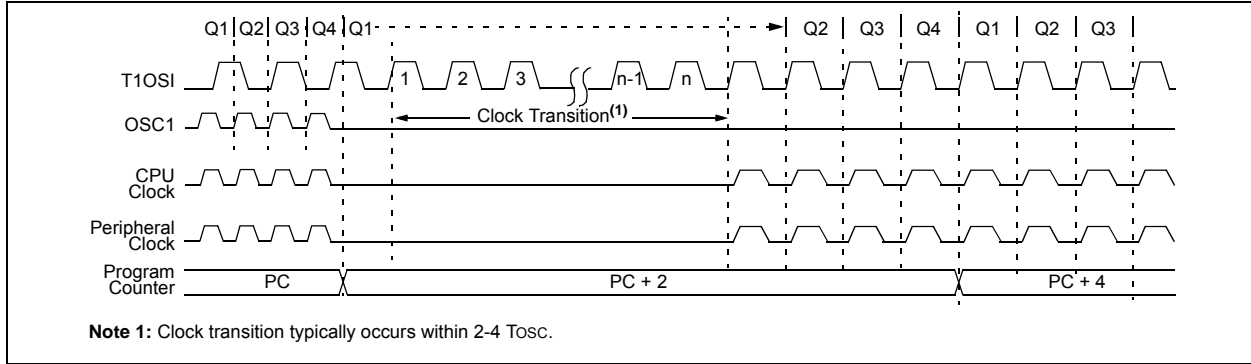 Q1 Q2 Q3 Q4 Q1 Q2 Q3 Q4 Q1 Q2 Q3
T1OSI 1 2 3 n-1 n
Clock Transition(1)
OSC1
CPU
Clock
Peripheral
Clock
Program
Counter PC PC + 2 PC + 4
Note 1: Clock transition typically occurs within 2-4 TOSC.